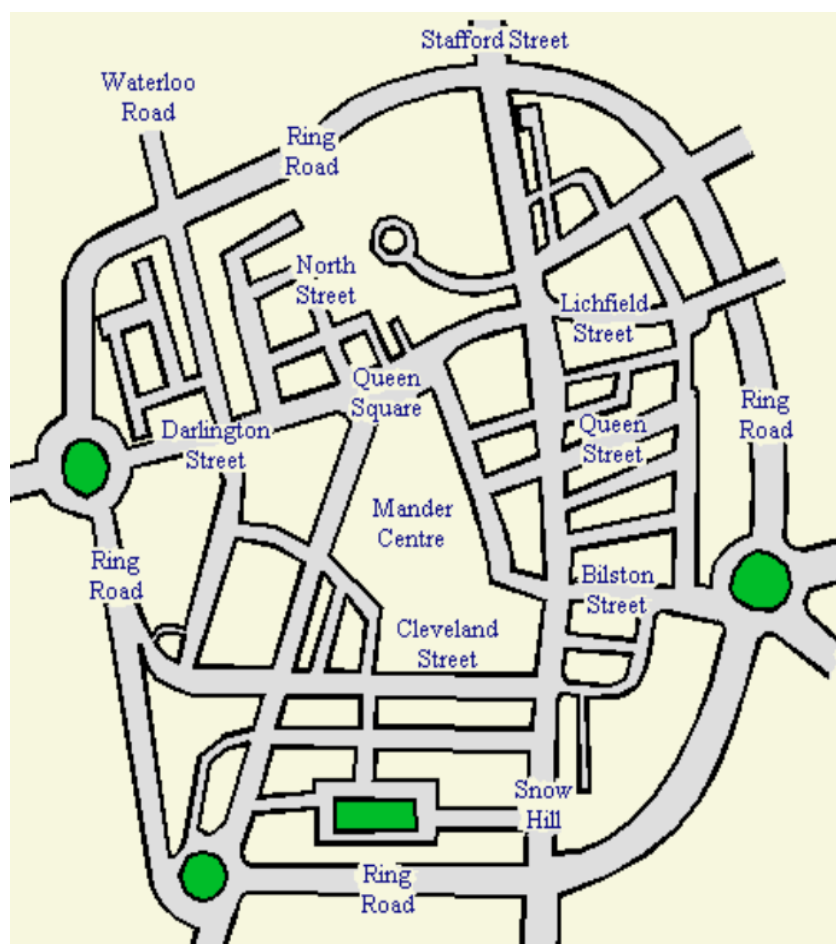 Stafford Street
Waterloo
Road
Ring
Road
North
Street
Lichfield
Street
Queen
Square
Ring
Road
Darlington
Street
Queen
Street
Mander
Centre
Ring
Road
Bilston
Street
Cleveland
Street
Snow
Hill
Ring
Road